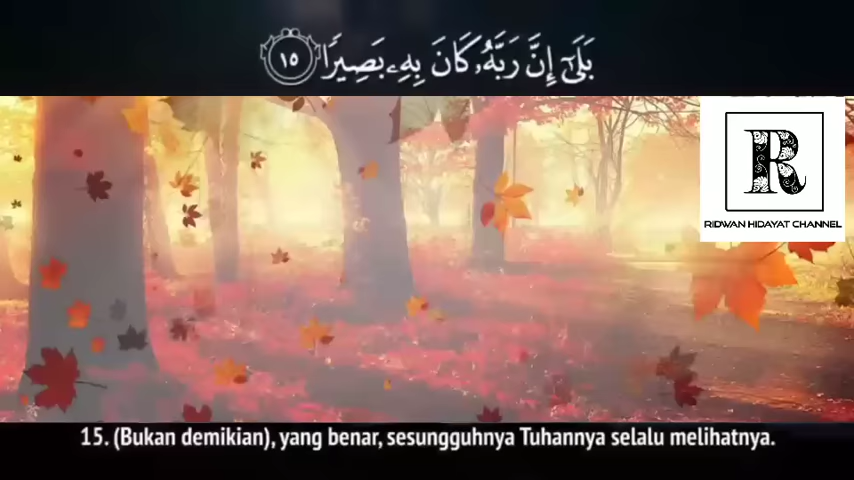 بَلَىٰٓ إِنَّ رَبَّهُۥ كَانَ بِهِۦ بَصِيرًا ١٥
R
RIDWAN HIDAYAT CHANNEL
15. (Bukan demikian), yang benar, sesungguhnya Tuhannya selalu melihatnya.